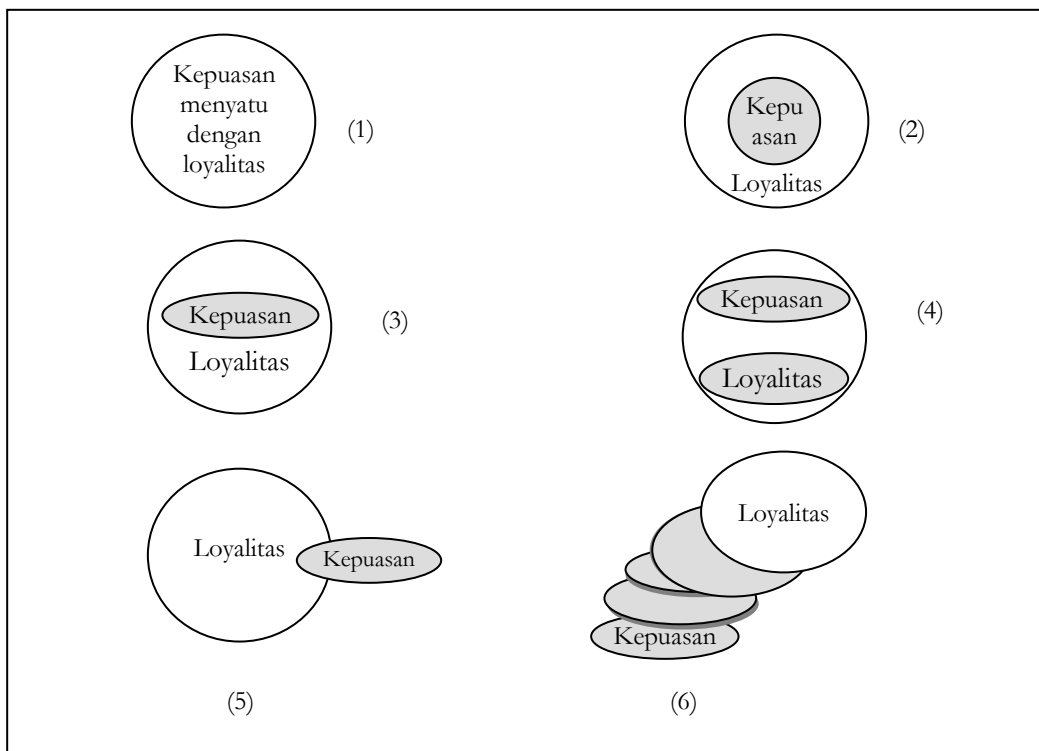 Kepuasan
menyatu
dengan
loyalitas
(1)
Kepu
asan
Loyalitas
(2)
Kepuasan
Loyalitas
(3)
Kepuasan
Loyalitas
(4)
Loyalitas
Kepuasan
(5)
Loyalitas
Kepuasan
(6)